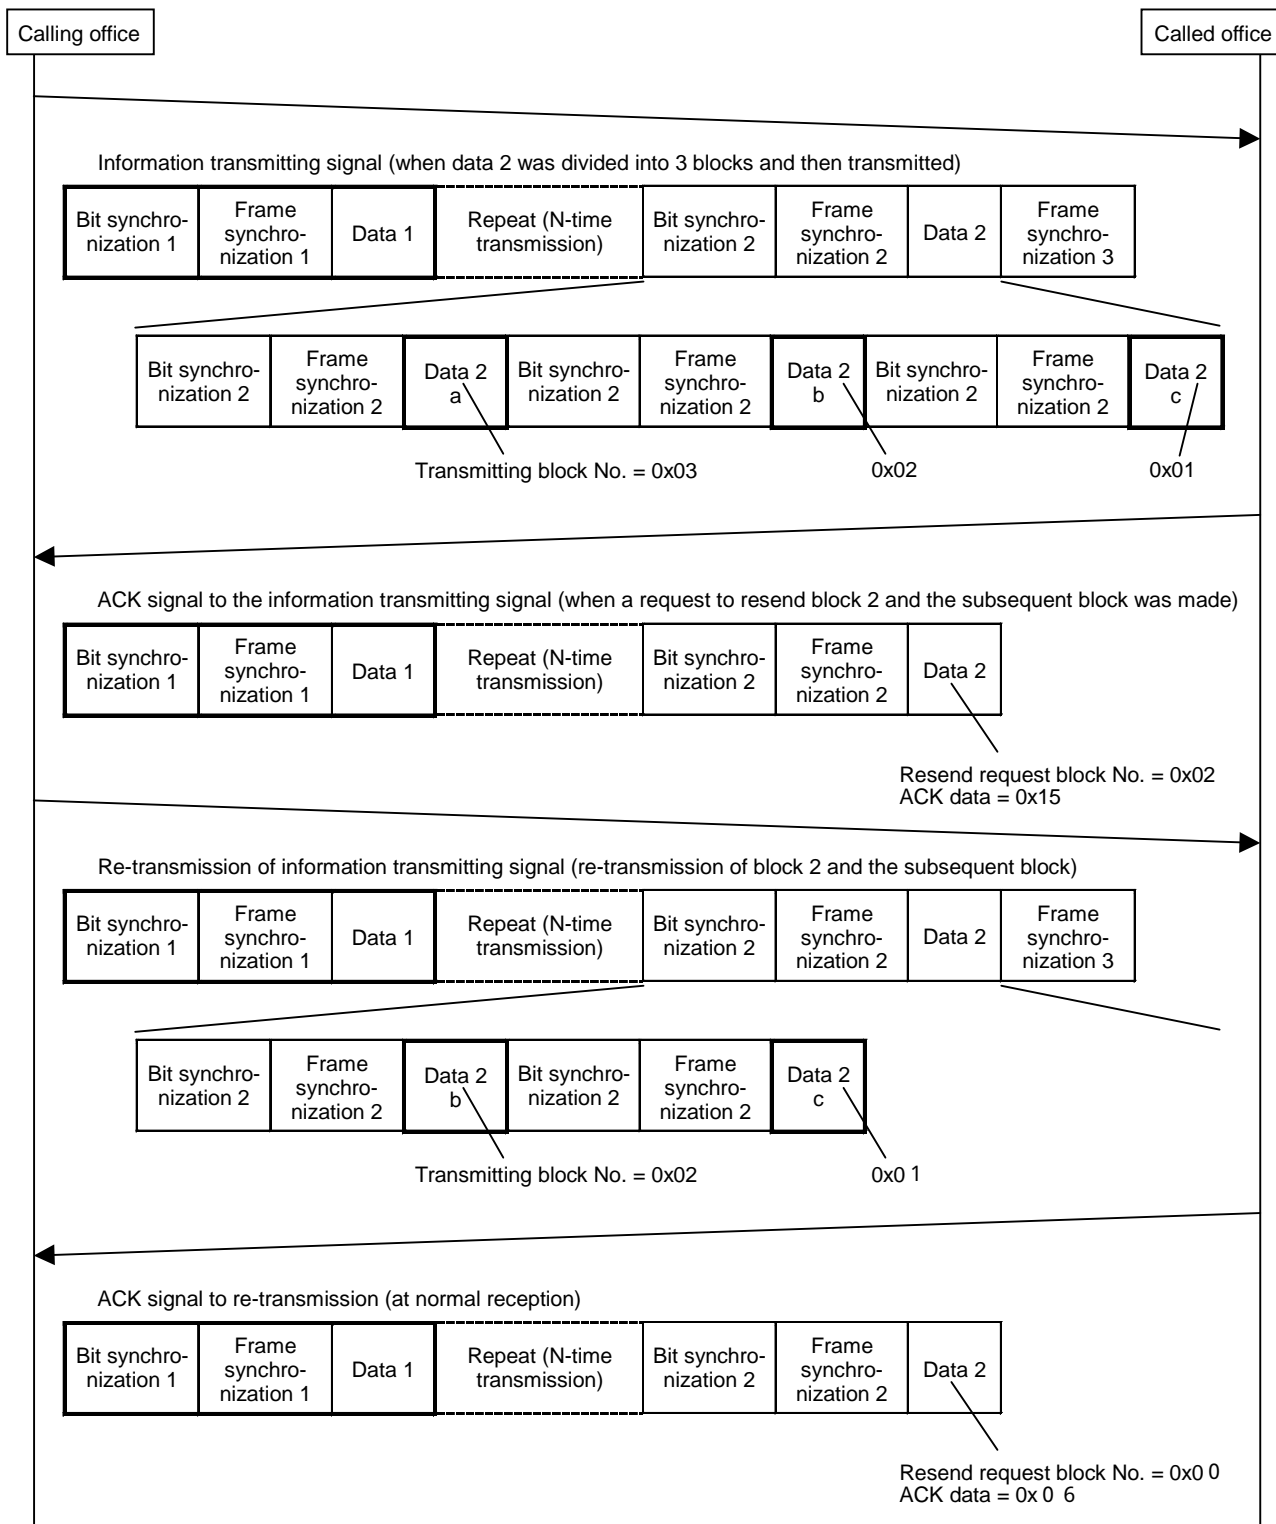 Calling office
Called office
Information transmitting signal (when data 2 was divided into 3 blocks and then transmitted)
Bit synchro-
nization 1
Frame
synchro-
nization 1
Data 1
Repeat (N-time
transmission)
Bit synchro-
nization 2
Frame
synchro-
nization 2
Data 2
Frame
synchro-
nization 3
Bit synchro-
nization 2
Frame
synchro-
nization 2
Data 2
a
Bit synchro-
nization 2
Frame
synchro-
nization 2
Data 2
b
Bit synchro-
nization 2
Frame
synchro-
nization 2
Data 2
c
Transmitting block No. = 0x03
0x02
0x01
ACK signal to the information transmitting signal (when a request to resend block 2 and the subsequent block was made)
Bit synchro-
nization 1
Frame
synchro-
nization 1
Data 1
Repeat (N-time
transmission)
Bit synchro-
nization 2
Frame
synchro-
nization 2
Data 2
Resend request block No. = 0x02
ACK data = 0x15
Re-transmission of information transmitting signal (re-transmission of block 2 and the subsequent block)
Bit synchro-
nization 1
Frame
synchro-
nization 1
Data 1
Repeat (N-time
transmission)
Bit synchro-
nization 2
Frame
synchro-
nization 2
Data 2
Frame
synchro-
nization 3
Bit synchro-
nization 2
Frame
synchro-
nization 2
Data 2
b
Bit synchro-
nization 2
Frame
synchro-
nization 2
Data 2
c
Transmitting block No. = 0x02
0x0 1
ACK signal to re-transmission (at normal reception)
Bit synchro-
nization 1
Frame
synchro-
nization 1
Data 1
Repeat (N-time
transmission)
Bit synchro-
nization 2
Frame
synchro-
nization 2
Data 2
Resend request block No. = 0x0 0
ACK data = 0x 0 6